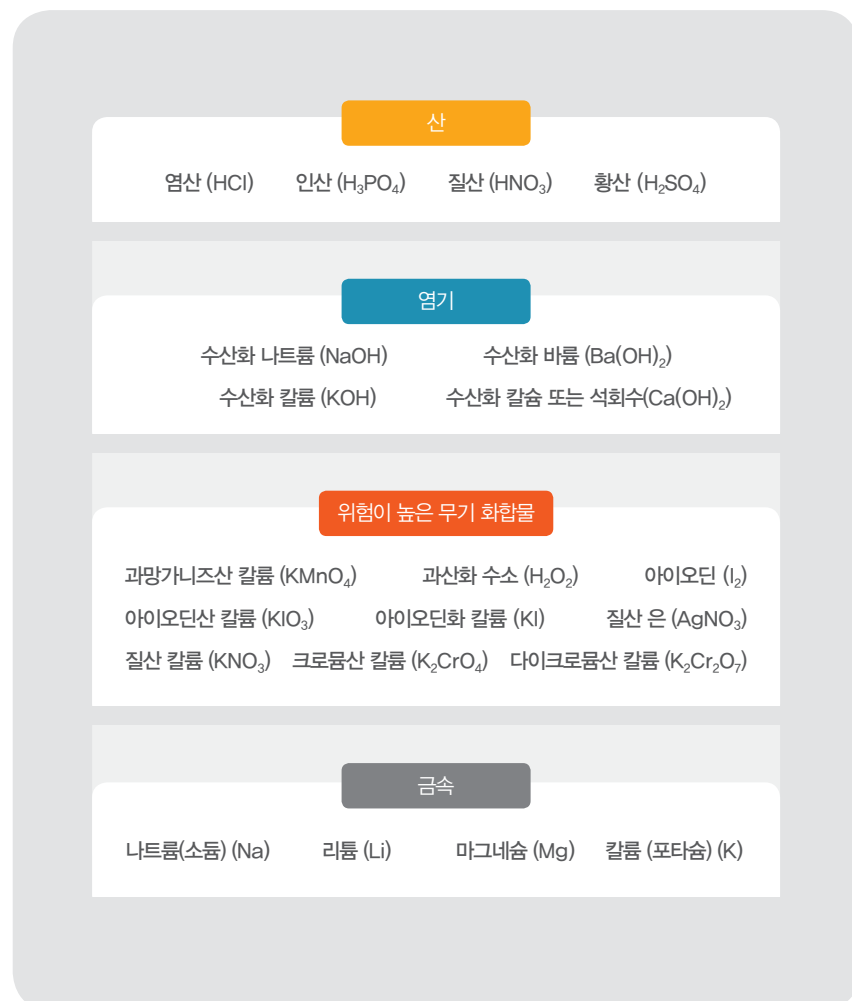 산
염산 (HCl) 인산 (H₃PO₄) 질산 (HNO₃) 황산 (H₂SO₄)
염기
수산화 나트륨 (NaOH) 수산화 바륨 (Ba(OH)₂)
수산화 칼륨 (KOH) 수산화 칼슘 또는 석회수(Ca(OH)₂)
위험이 높은 무기 화합물
과망가니즈산 칼륨 (KMnO₄) 과산화 수소 (H₂O₂) 아이오딘 (I₂)
아이오딘산 칼륨 (KIO₃) 아이오딘화 칼륨 (KI) 질산 은 (AgNO₃)
질산 칼륨 (KNO₃) 크로뮴산 칼륨 (K₂CrO₄) 다이크로뮴산 칼륨 (K₂Cr₂O₇)
금속
나트륨(소듐) (Na) 리튬 (Li) 마그네슘 (Mg) 칼륨 (포타슘) (K)